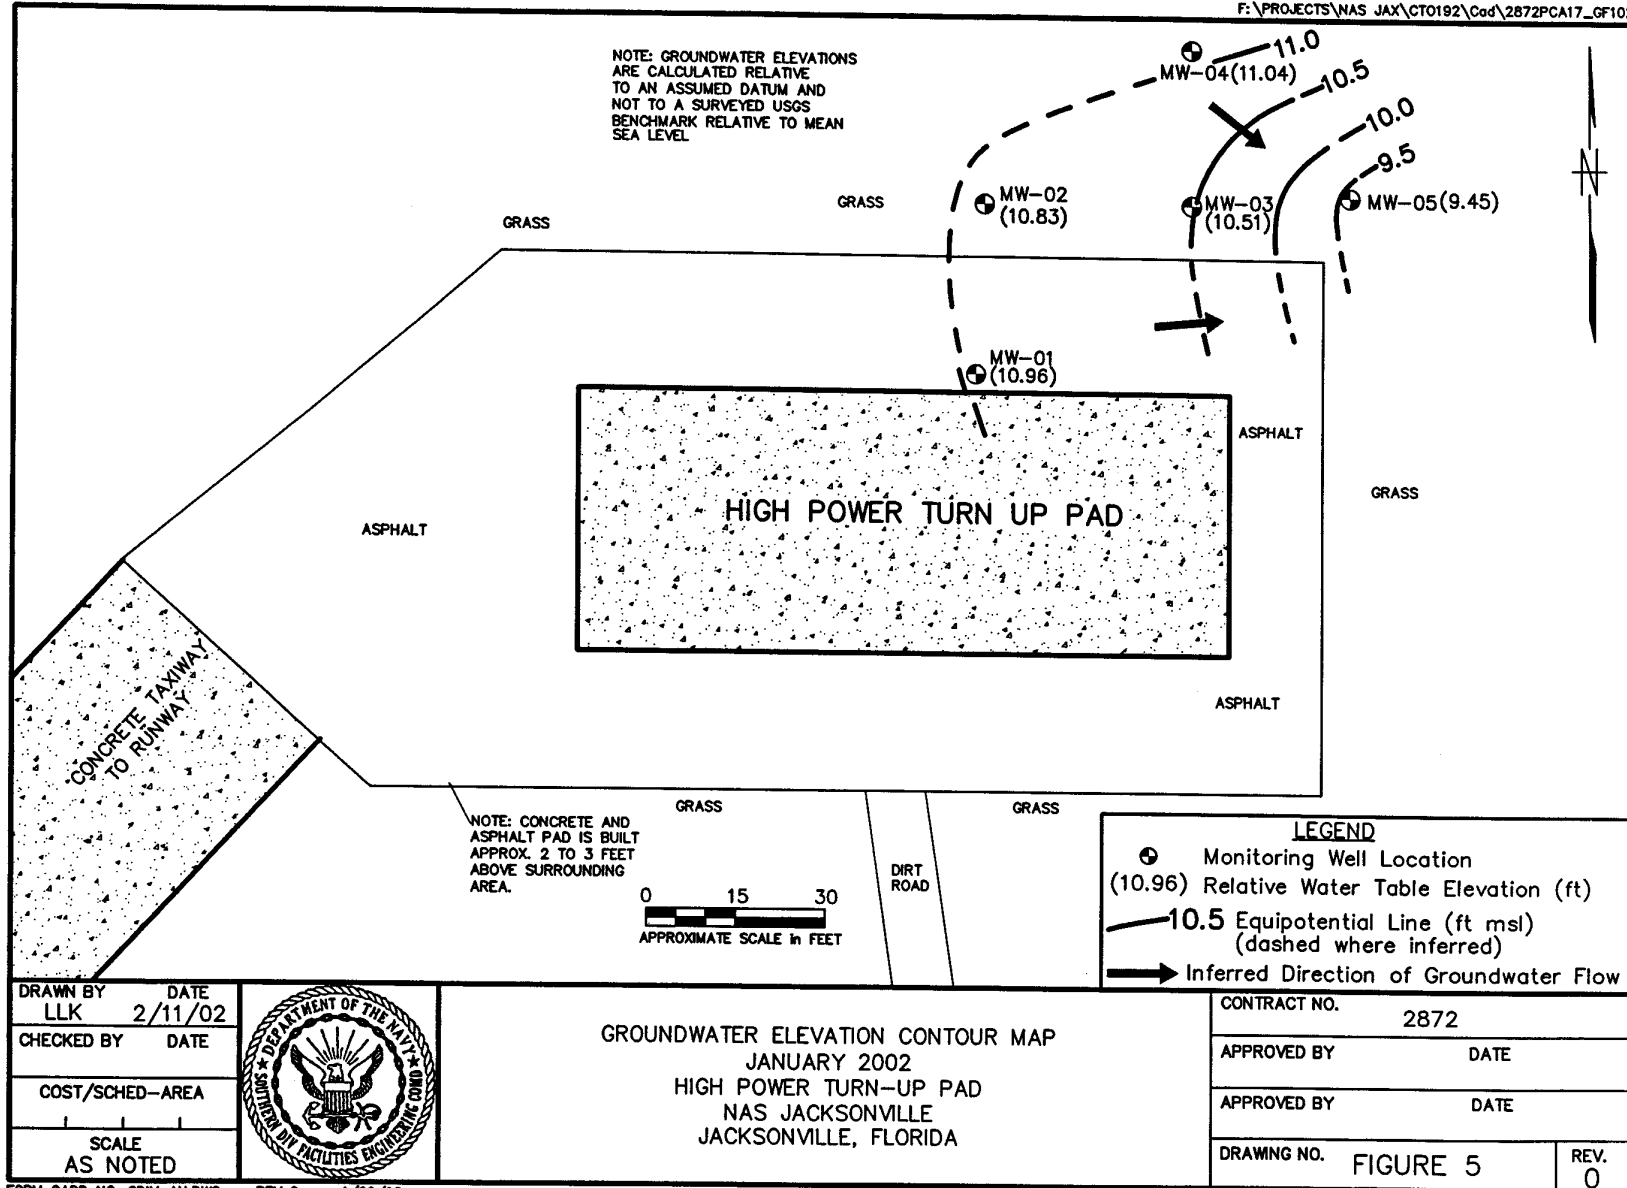 F:\PROJECTS\NAS JAX\CTO192\Cad\2872PCA17_GF10
NOTE: GROUNDWATER ELEVATIONS
ARE CALCULATED RELATIVE
TO AN ASSUMED DATUM AND
NOT TO A SURVEYED USGS
BENCHMARK RELATIVE TO MEAN
SEA LEVEL
11.0
MW-04(11.04)
10.5
10.0
9.5
N
MW-02
(10.83)
MW-03
(10.51)
MW-05(9.45)
GRASS
GRASS
MW-01
(10.96)
ASPHALT
GRASS
HIGH POWER TURN UP PAD
ASPHALT
ASPHALT
CONCRETE TAXIWAY
TO RUNWAY
GRASS
GRASS
NOTE: CONCRETE AND
ASPHALT PAD IS BUILT
APPROX. 2 TO 3 FEET
ABOVE SURROUNDING
AREA.
DIRT
ROAD
0 15 30
APPROXIMATE SCALE in FEET
LEGEND
Monitoring Well Location
(10.96) Relative Water Table Elevation (ft)
10.5 Equipotential Line (ft msl)
(dashed where inferred)
Inferred Direction of Groundwater Flow
DRAWN BY DATE
LLK 2/11/02
CHECKED BY DATE
COST/SCHED-AREA
SCALE
AS NOTED
DEPARTMENT OF THE NAVY
SOUTHERN DIV FACILITIES ENGINEERING COMD
GROUNDWATER ELEVATION CONTOUR MAP
JANUARY 2002
HIGH POWER TURN-UP PAD
NAS JACKSONVILLE
JACKSONVILLE, FLORIDA
CONTRACT NO.
2872
APPROVED BY DATE
APPROVED BY DATE
DRAWING NO. FIGURE 5
REV.
0